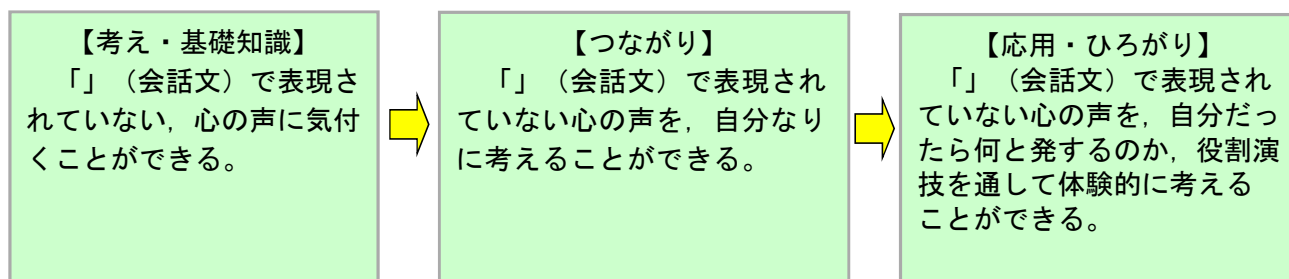 【考え・基礎知識】
「」(会話文)で表現さ
れていない，心の声に気付
くことができる。
【つながり】
「」(会話文)で表現され
ていない心の声を，自分なり
に考えることができる。
【応用・ひろがり】
「」(会話文)で表現され
ていない心の声を，自分だっ
たら何と発するのか，役割演
技を通して体験的に考える
ことができる。